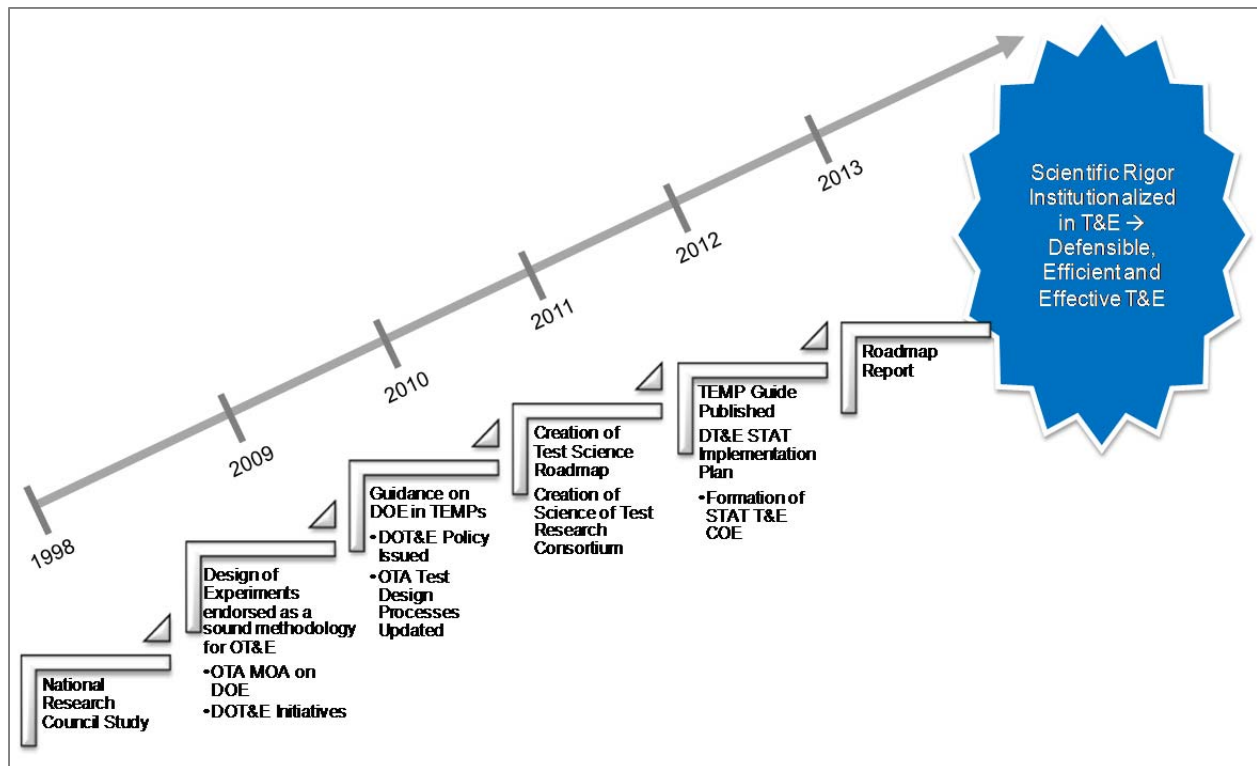 1998
2009
2010
2011
2012
2013
National
Research
Council Study
Design of
Experiments
endorsed as a
sound methodology
for OT&E
•OTA MOA on
DOE
•DOT&E Initiatives
Guidance on
DOE in TEMPs
•DOT&E Policy
Issued
•OTA Test
Design
Processes
Updated
Creation of
Test Science
Roadmap
Creation of
Science of Test
Research
Consortium
TEMP Guide
Published
DT&E STAT
Implementation
Plan
•Formation of
STAT T&E
COE
Roadmap
Report
Scientific Rigor
Institutionalized
in T&E →
Defensible,
Efficient and
Effective T&E